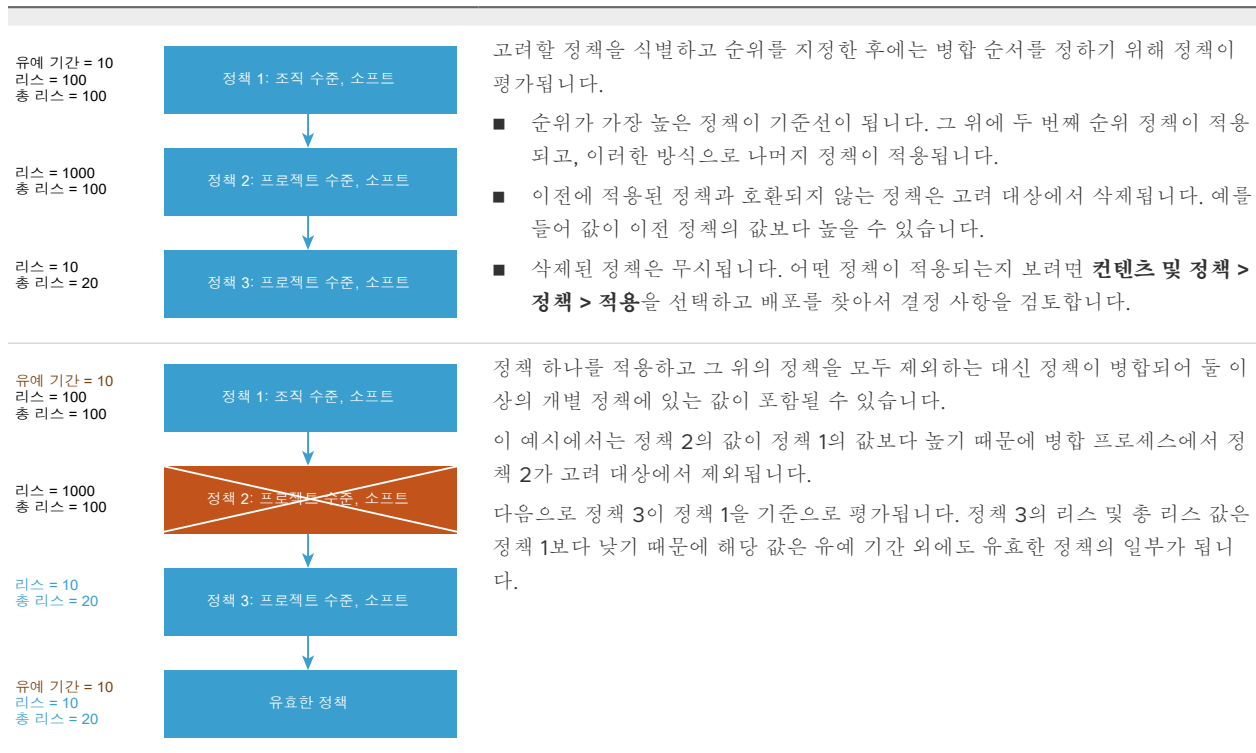 유예 기간 = 10
리스 = 100
총 리스 = 100
정책 1: 조직 수준, 소프트
리스 = 1000
총 리스 = 100
정책 2: 프로젝트 수준, 소프트
리스 = 10
총 리스 = 20
정책 3: 프로젝트 수준, 소프트
고려할 정책을 식별하고 순위를 지정한 후에는 병합 순서를 정하기 위해 정책이
평가됩니다.
■ 순위가 가장 높은 정책이 기준선이 됩니다. 그 위에 두 번째 순위 정책이 적용
되고, 이러한 방식으로 나머지 정책이 적용됩니다.
■ 이전에 적용된 정책과 호환되지 않는 정책은 고려 대상에서 삭제됩니다. 예를
들어 값이 이전 정책의 값보다 높을 수 있습니다.
■ 삭제된 정책은 무시됩니다. 어떤 정책이 적용되는지 보려면 컨텐츠 및 정책 >
정책 > 적용을 선택하고 배포를 찾아서 결정 사항을 검토합니다.
유예 기간 = 10
리스 = 100
총 리스 = 100
정책 1: 조직 수준, 소프트
리스 = 1000
총 리스 = 100
정책 2: 프로젝트 수준, 소프트
리스 = 10
총 리스 = 20
정책 3: 프로젝트 수준, 소프트
유예 기간 = 10
리스 = 10
총 리스 = 20
유효한 정책
정책 하나를 적용하고 그 위의 정책을 모두 제외하는 대신 정책이 병합되어 둘 이
상의 개별 정책에 있는 값이 포함될 수 있습니다.
이 예시에서는 정책 2의 값이 정책 1의 값보다 높기 때문에 병합 프로세스에서 정
책 2가 고려 대상에서 제외됩니다.
다음으로 정책 3이 정책 1을 기준으로 평가됩니다. 정책 3의 리스 및 총 리스 값은
정책 1보다 낮기 때문에 해당 값은 유예 기간 외에도 유효한 정책의 일부가 됩니
다.